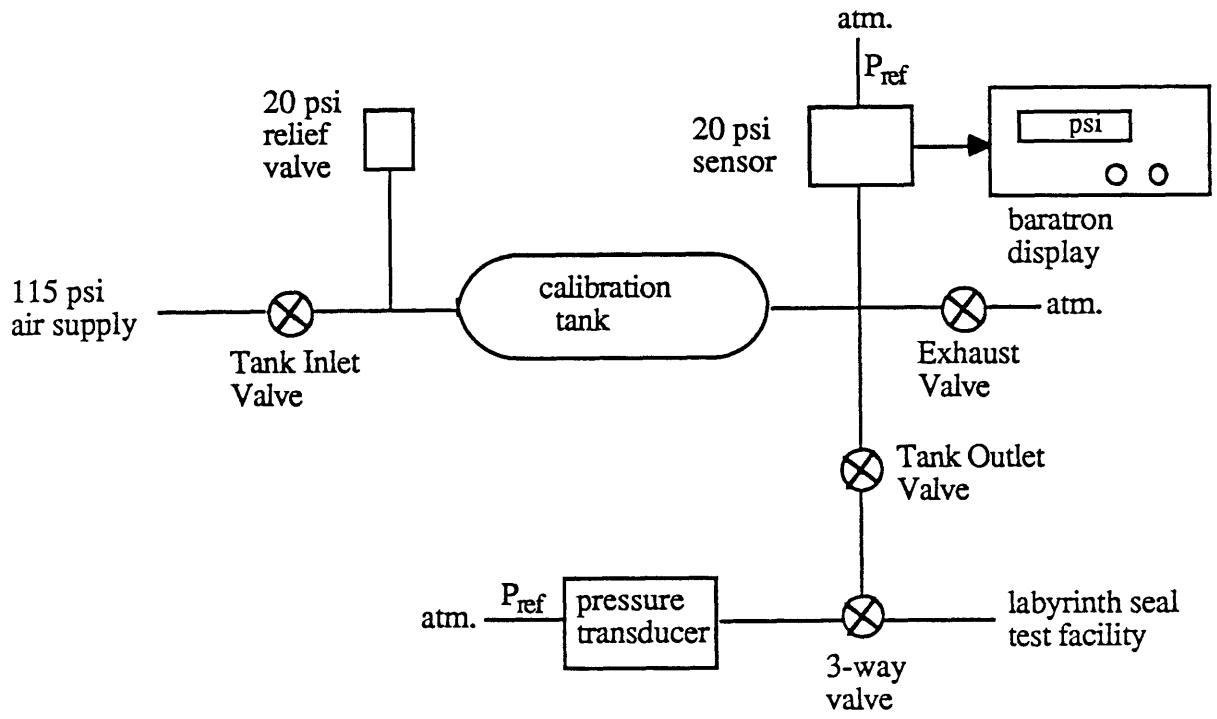 atm.
P_ref
20 psi
relief
valve
20 psi
sensor
psi
baratron
display
115 psi
air supply
calibration
tank
atm.
Tank Inlet
Valve
Exhaust
Valve
Tank Outlet
Valve
atm.
P_ref
pressure
transducer
labyrinth seal
test facility
3-way
valve